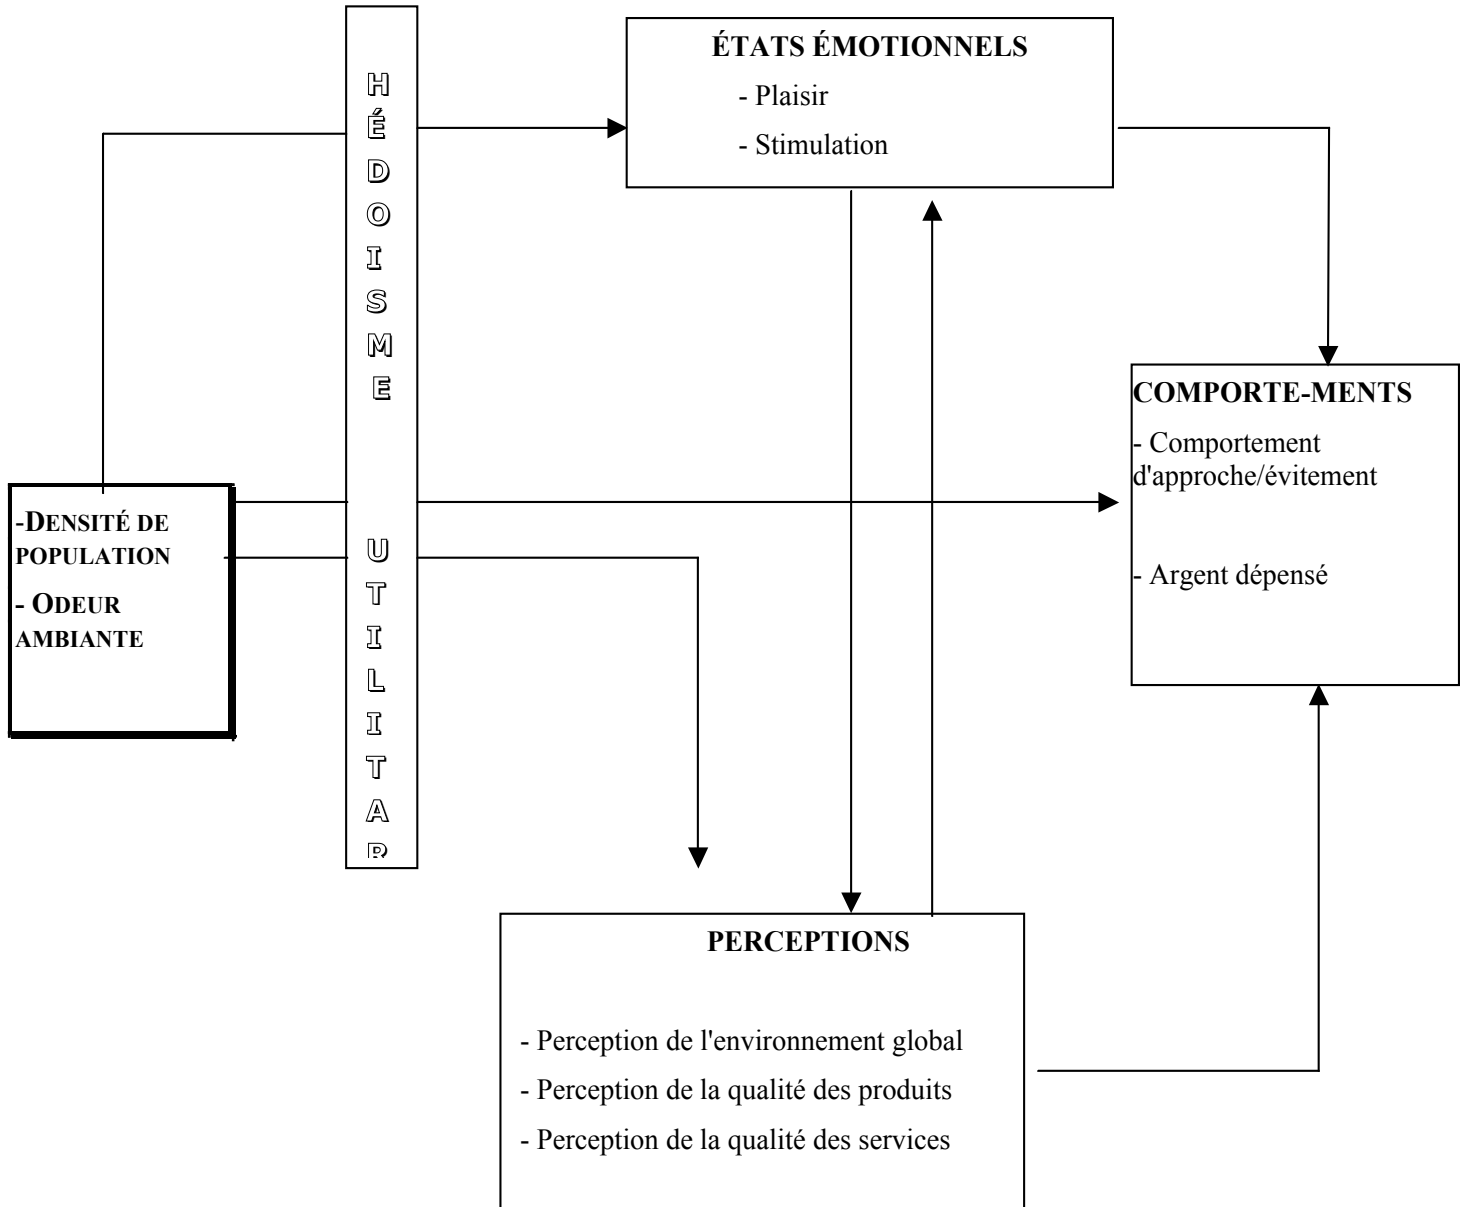 HÉDOISME
UTILITAR
ÉTATS ÉMOTIONNELS
- Plaisir
- Stimulation
COMPORTE-MENTS
- Comportement
d'approche/évitement
- Argent dépensé
-DENSITÉ DE
POPULATION
- ODEUR
AMBIANTE
PERCEPTIONS
- Perception de l'environnement global
- Perception de la qualité des produits
- Perception de la qualité des services